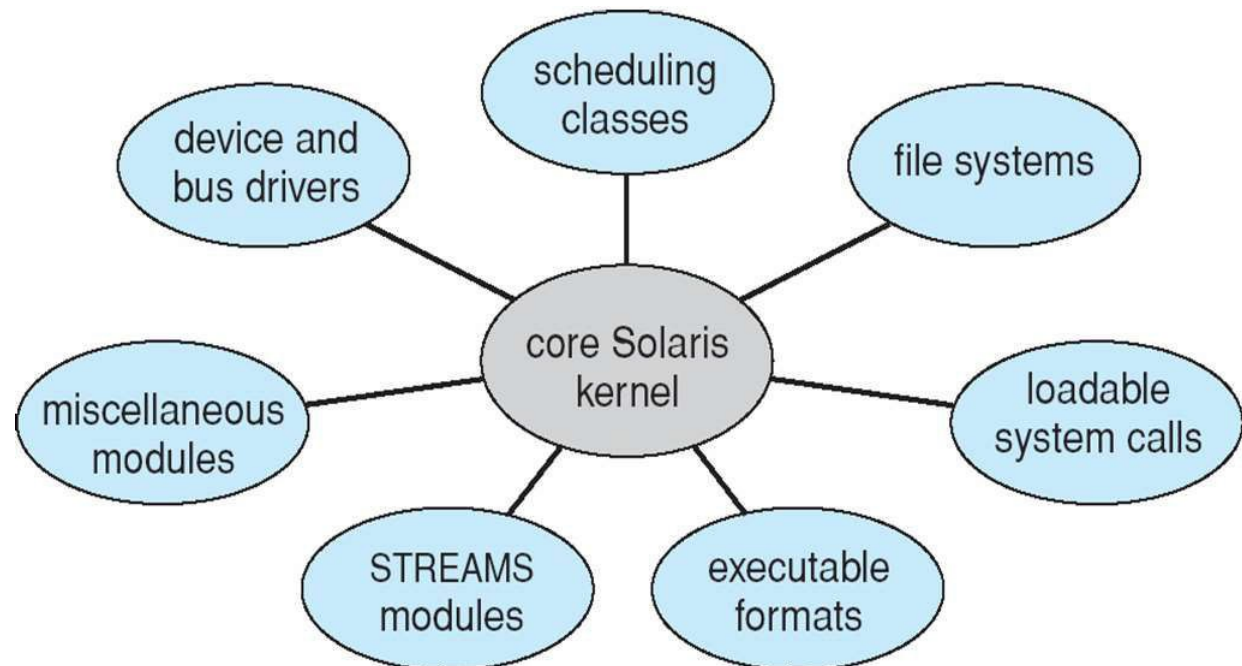 scheduling
classes
device and
bus drivers
file systems
core Solaris
kernel
miscellaneous
modules
loadable
system calls
STREAMS
modules
executable
formats